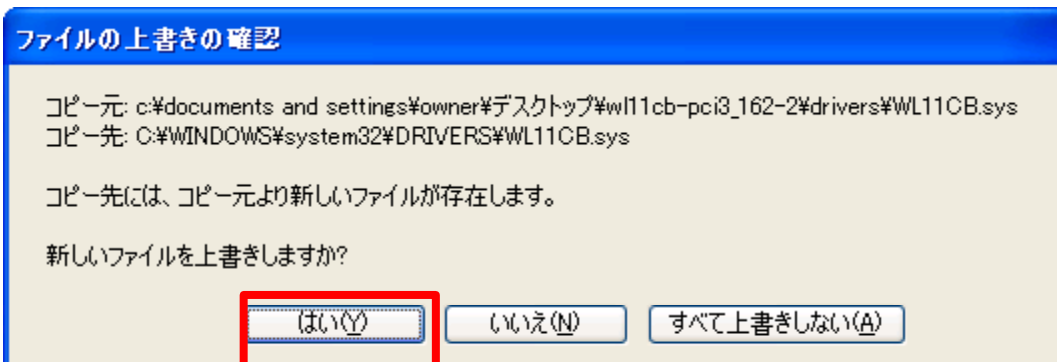 ファイルの上書きの確認
コピー元: c:¥documents and settings¥owner¥デスクトップ¥wl11cb-pci3_162-2¥drivers¥WL11CB.sys
コピー先: C:¥WINDOWS¥system32¥DRIVERS¥WL11CB.sys
コピー先には、コピー元より新しいファイルが存在します。
新しいファイルを上書きしますか?
はい(Y) いいえ(N) すべて上書きしない(A)